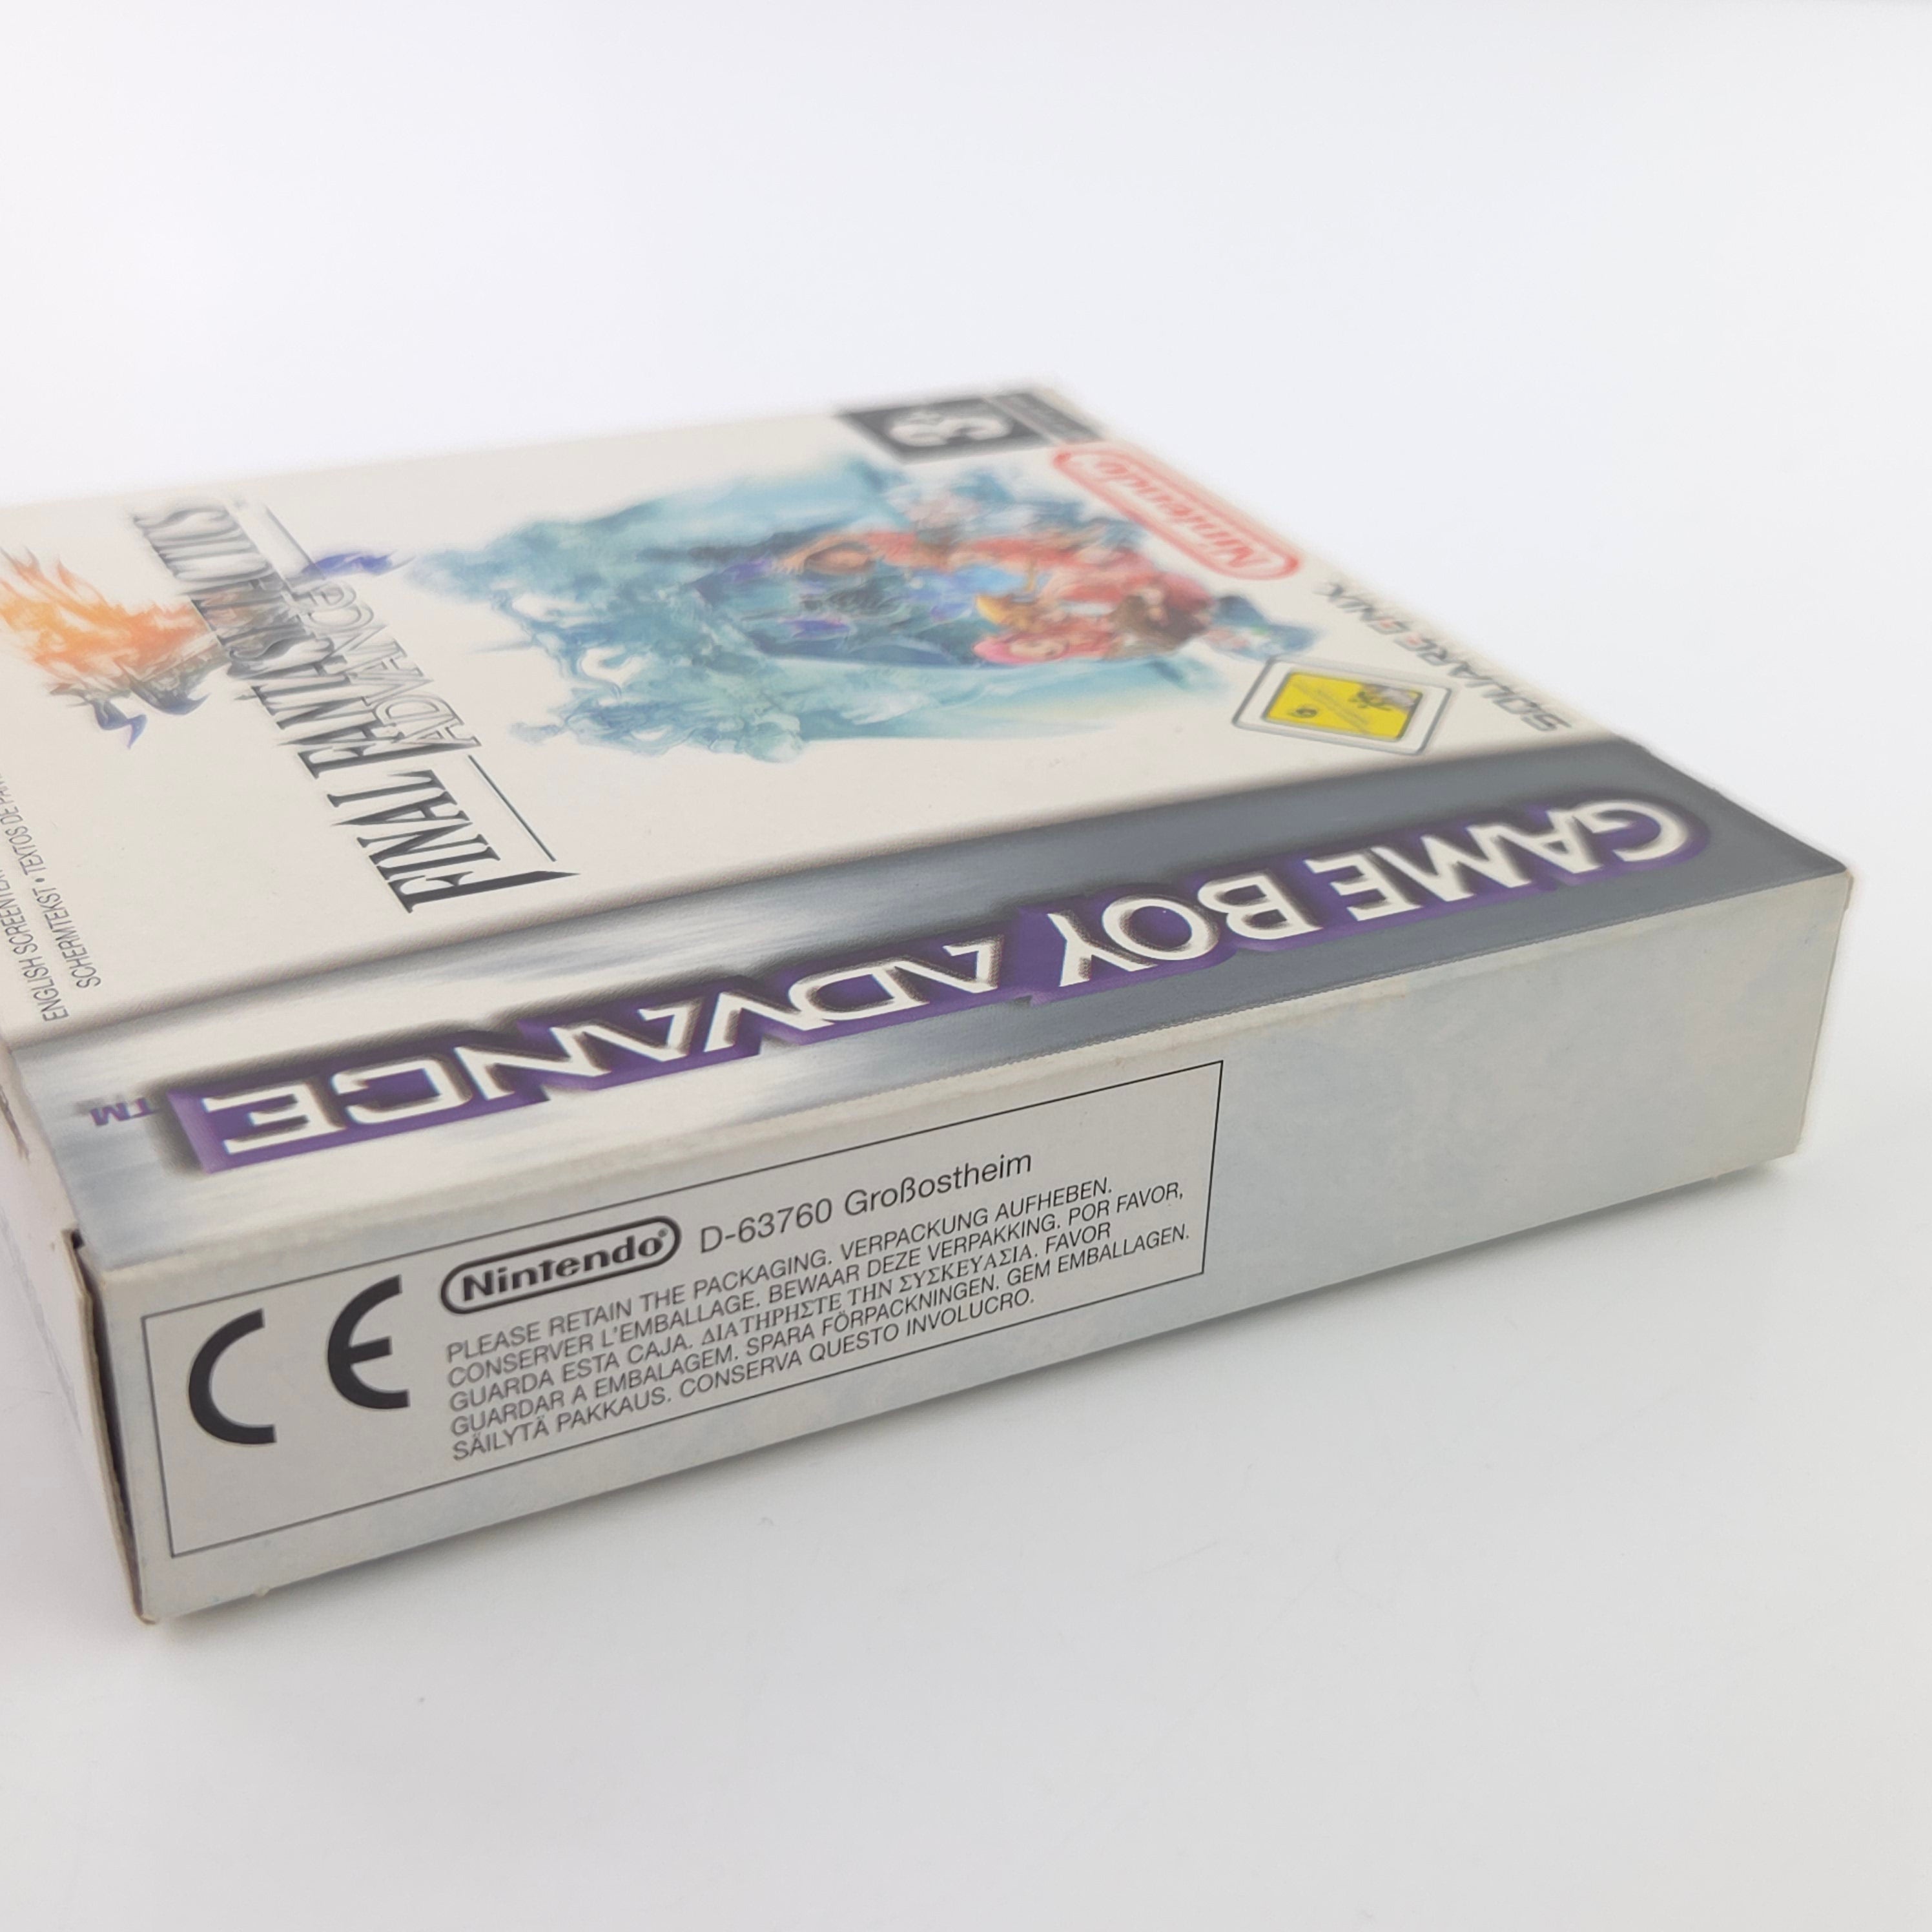 3+
Nintendo
SQUARE ENIX
FINAL FANTASY TACTICS
ADVANCE
ENGLISH SCREENTEXT
SCHERMTEKST • TEXTOS DE
GAME BOY ADVANCE TM
CE
Nintendo® D-63760 Großostheim
PLEASE RETAIN THE PACKAGING. VERPACKUNG AUFHEBEN.
CONSERVER L'EMBALLAGE. BEWAAR DEZE VERPAKKING. POR FAVOR,
GUARDA ESTA CAJA. ΔΙΑΤΗΡΗΣΤΕ ΤΗΝ ΣΥΣΚΕΥΑΣΙΑ. FAVOR
GUARDAR A EMBALAGEM. SPARA FÖRPACKNINGEN. GEM EMBALLAGEN.
SÄILYTÄ PAKKAUS. CONSERVA QUESTO INVOLUCRO.